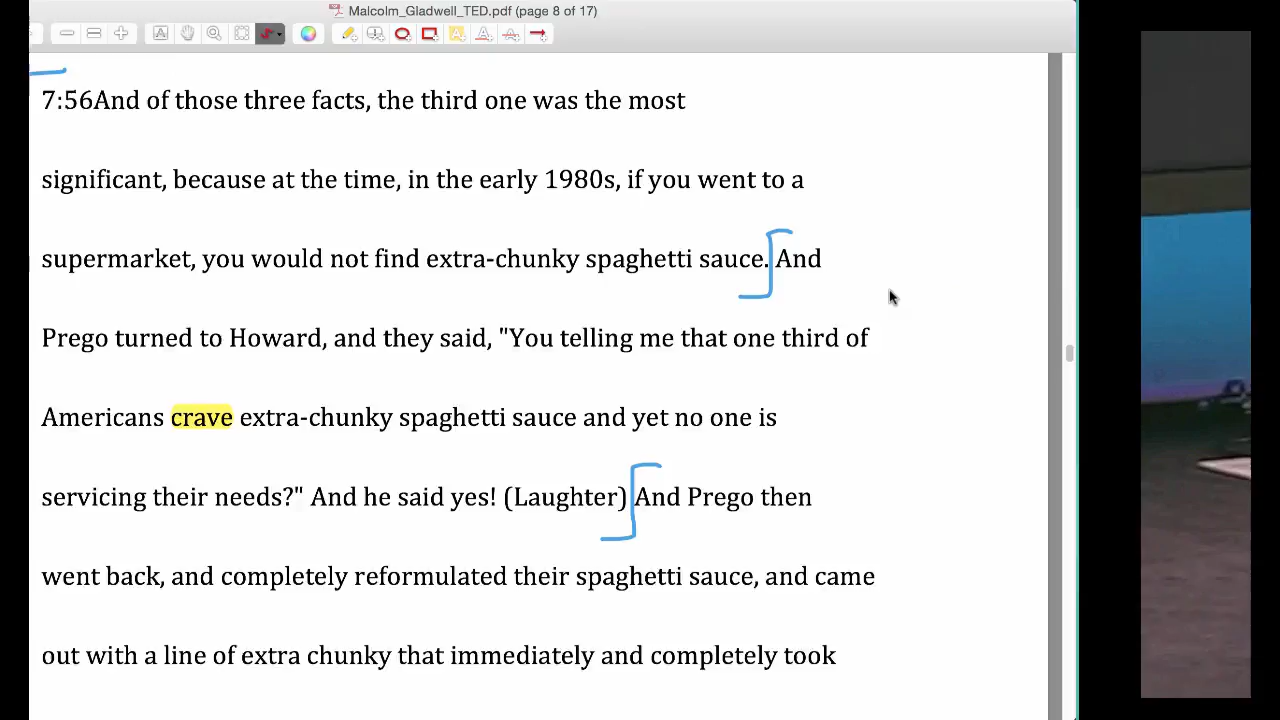 Malcolm_Gladwell_TED.pdf (page 8 of 17)
7:56And of those three facts, the third one was the most
significant, because at the time, in the early 1980s, if you went to a
supermarket, you would not find extra-chunky spaghetti sauce. And
Prego turned to Howard, and they said, "You telling me that one third of
Americans crave extra-chunky spaghetti sauce and yet no one is
servicing their needs?" And he said yes! (Laughter) And Prego then
went back, and completely reformulated their spaghetti sauce, and came
out with a line of extra chunky that immediately and completely took